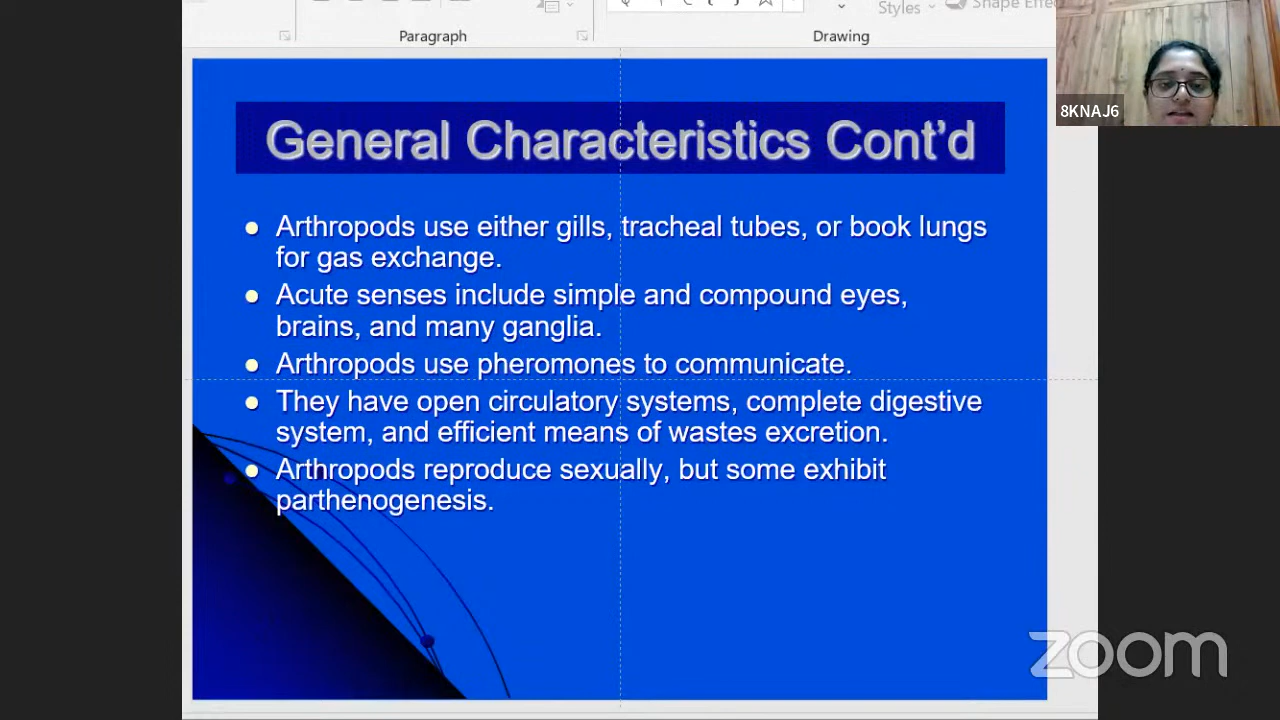 Styles
Shape Effe
Paragraph
Drawing
8KNAJ6
General Characteristics Cont’d
Arthropods use either gills, tracheal tubes, or book lungs
for gas exchange.
Acute senses include simple and compound eyes,
brains, and many ganglia.
Arthropods use pheromones to communicate.
They have open circulatory systems, complete digestive
system, and efficient means of wastes excretion.
Arthropods reproduce sexually, but some exhibit
parthenogenesis.
zoom